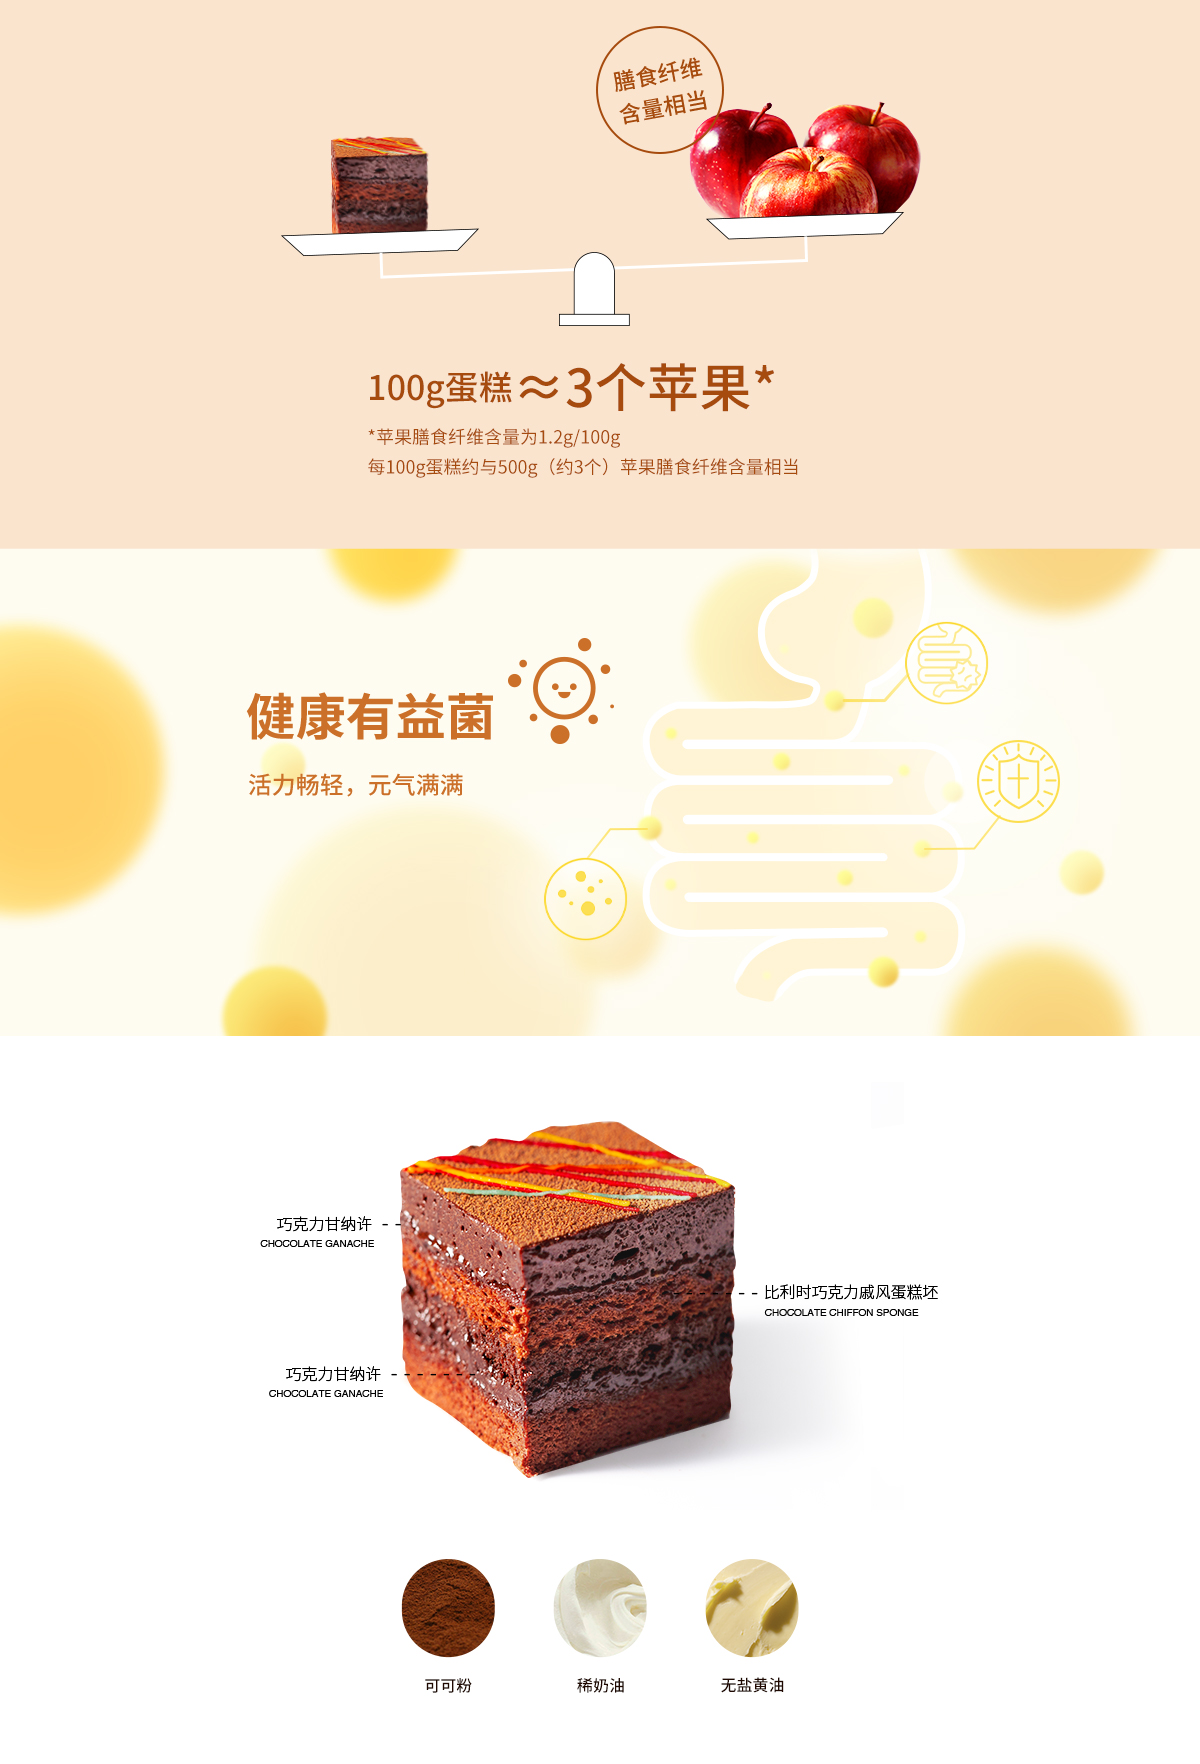 膳食纤维
含量相当
100g蛋糕≈3个苹果*
*苹果膳食纤维含量为1.2g/100g
每100g蛋糕约与500g（约3个）苹果膳食纤维含量相当
健康有益菌
活力畅轻，元气满满
巧克力甘纳许
CHOCOLATE GANACHE
比利时巧克力戚风蛋糕坯
CHOCOLATE CHIFFON SPONGE
巧克力甘纳许
CHOCOLATE GANACHE
可可粉
稀奶油
无盐黄油